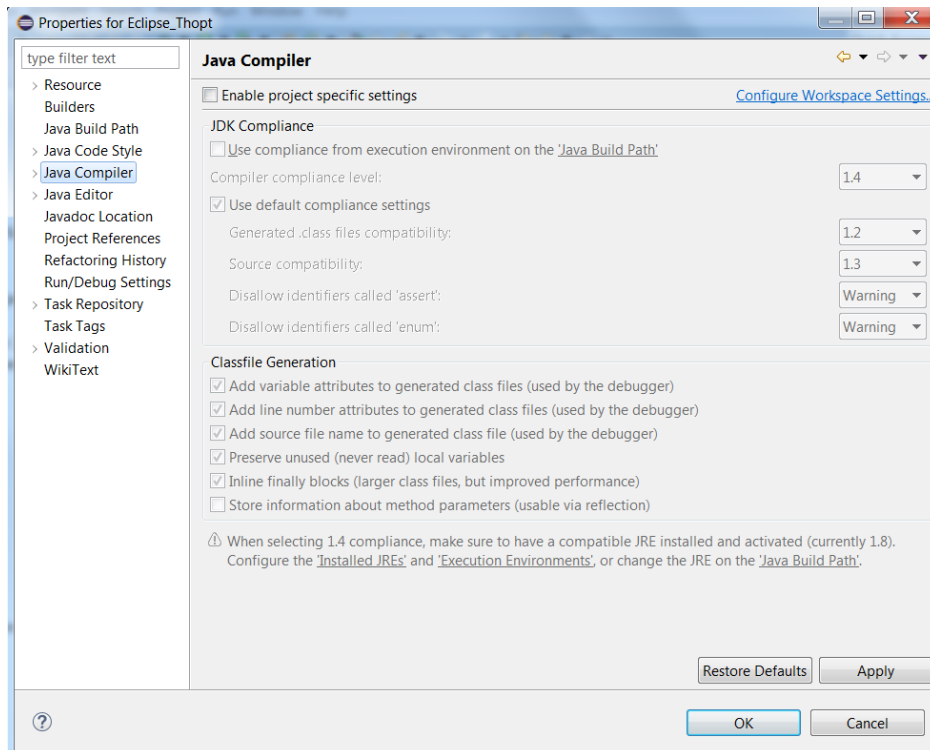 Properties for Eclipse_Thopt
type filter text
Resource
Builders
Java Build Path
Java Code Style
Java Compiler
Java Editor
Javadoc Location
Project References
Refactoring History
Run/Debug Settings
Task Repository
Task Tags
Validation
WikiText
Java Compiler
Enable project specific settings
Configure Workspace Settings..
JDK Compliance
Use compliance from execution environment on the 'Java Build Path'
Compiler compliance level: 1.4
Use default compliance settings
Generated .class files compatibility: 1.2
Source compatibility: 1.3
Disallow identifiers called 'assert': Warning
Disallow identifiers called 'enum': Warning
Classfile Generation
Add variable attributes to generated class files (used by the debugger)
Add line number attributes to generated class files (used by the debugger)
Add source file name to generated class file (used by the debugger)
Preserve unused (never read) local variables
Inline finally blocks (larger class files, but improved performance)
Store information about method parameters (usable via reflection)
When selecting 1.4 compliance, make sure to have a compatible JRE installed and activated (currently 1.8).
Configure the 'Installed JREs' and 'Execution Environments', or change the JRE on the 'Java Build Path'.
Restore Defaults Apply
? OK Cancel